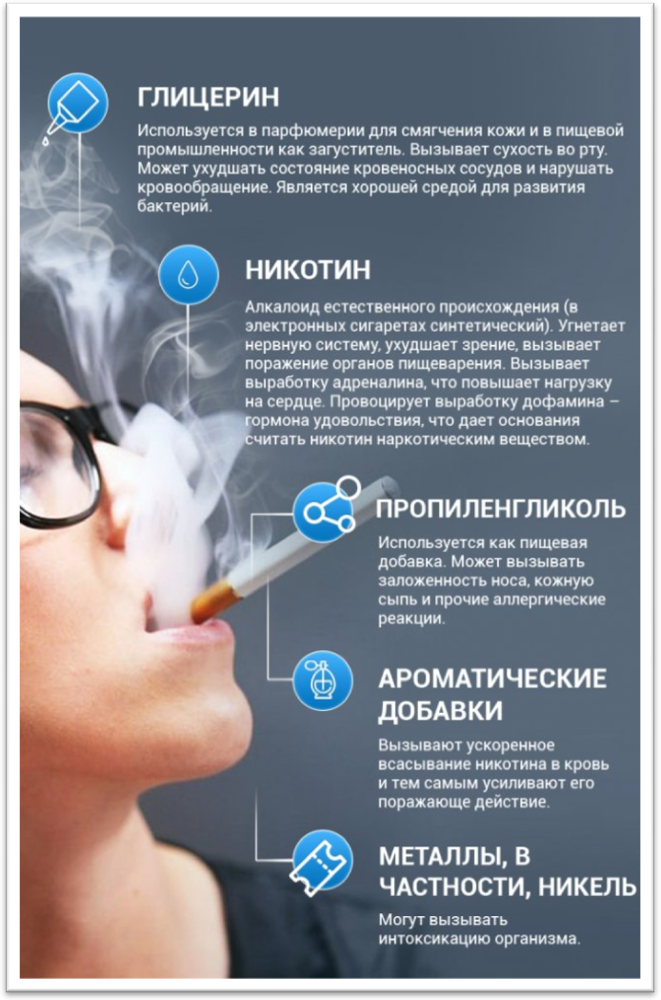 ГЛИЦЕРИН
Используется в парфюмерии для смягчения кожи и в пищевой
промышленности как загуститель. Вызывает сухость во рту.
Может ухудшать состояние кровеносных сосудов и нарушать
кровообращение. Является хорошей средой для развития
бактерий.
НИКОТИН
Алкалоид естественного происхождения (в
электронных сигаретах синтетический). Угнетает
нервную систему, ухудшает зрение, вызывает
поражение органов пищеварения. Вызывает
выработку адреналина, что повышает нагрузку
на сердце. Провоцирует выработку дофамина –
гормона удовольствия, что дает основания
считать никотин наркотическим веществом.
ПРОПИЛЕНГЛИКОЛЬ
Используется как пищевая
добавка. Может вызывать
заложенность носа, кожную
сыпь и прочие аллергические
реакции.
АРОМАТИЧЕСКИЕ
ДОБАВКИ
Вызывают ускоренное
всасывание никотина в кровь
и тем самым усиливают его
поражающе действие.
МЕТАЛЛЫ, В
ЧАСТНОСТИ, НИКЕЛЬ
Могут вызывать
интоксикацию организма.